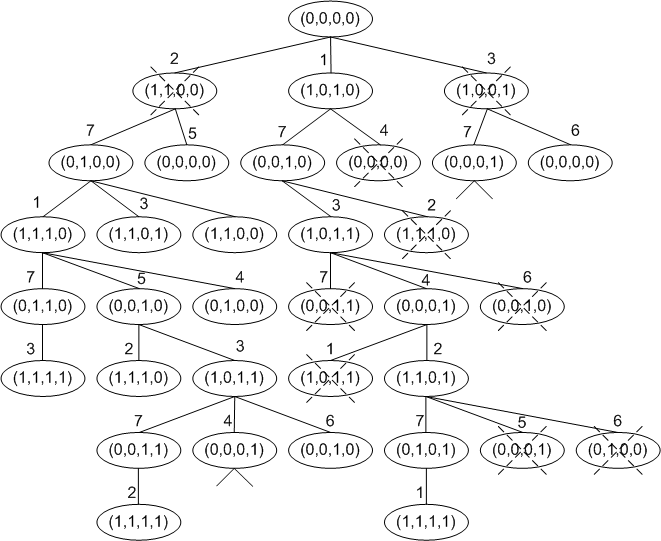 (0,0,0,0)
2 1 3
(1,1,0,0) (1,0,1,0) (1,0,0,1)
7 5 7 4 7 6
(0,1,0,0) (0,0,0,0) (0,0,1,0) (0,0,0,0) (0,0,0,1) (0,0,0,0)
1 3 3 2
(1,1,1,0) (1,1,0,1) (1,1,0,0) (1,0,1,1) (1,1,1,0)
7 5 4 7 4 6
(0,1,1,0) (0,0,1,0) (0,1,0,0) (0,0,1,1) (0,0,0,1) (0,0,1,0)
3 2 3 1 2
(1,1,1,1) (1,1,1,0) (1,0,1,1) (1,0,1,1) (1,1,0,1)
7 4 6 7 5 6
(0,0,1,1) (0,0,0,1) (0,0,1,0) (0,1,0,1) (0,0,0,1) (0,1,0,0)
2 1
(1,1,1,1) (1,1,1,1)